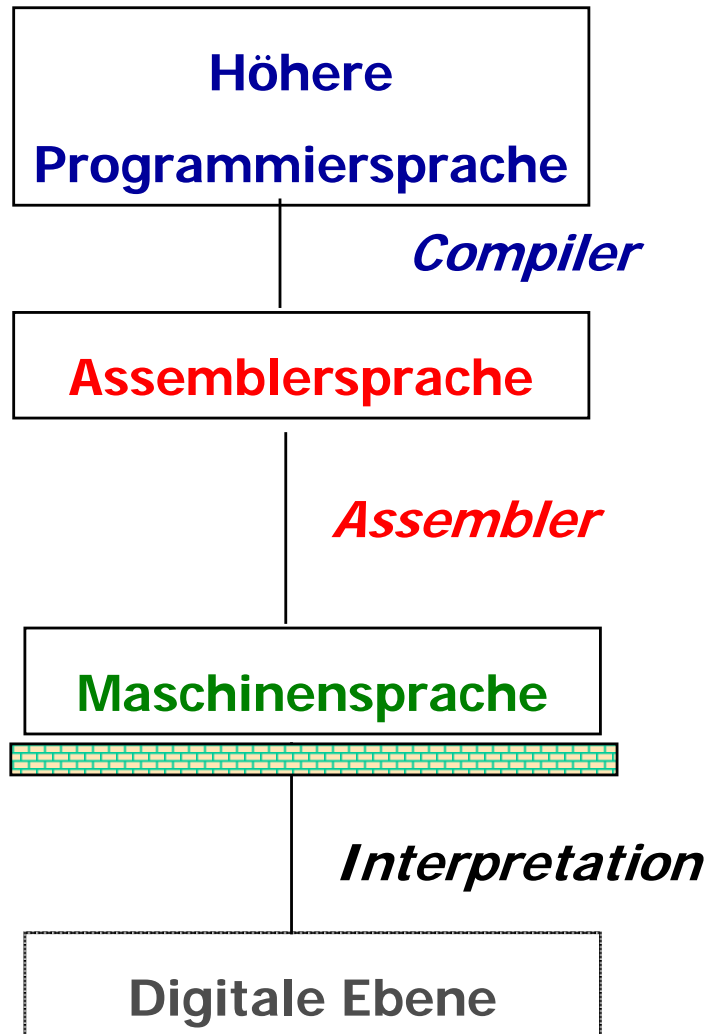 Höhere
Programmiersprache
Compiler
Assemblersprache
Assembler
Maschinensprache
Interpretation
Digitale Ebene